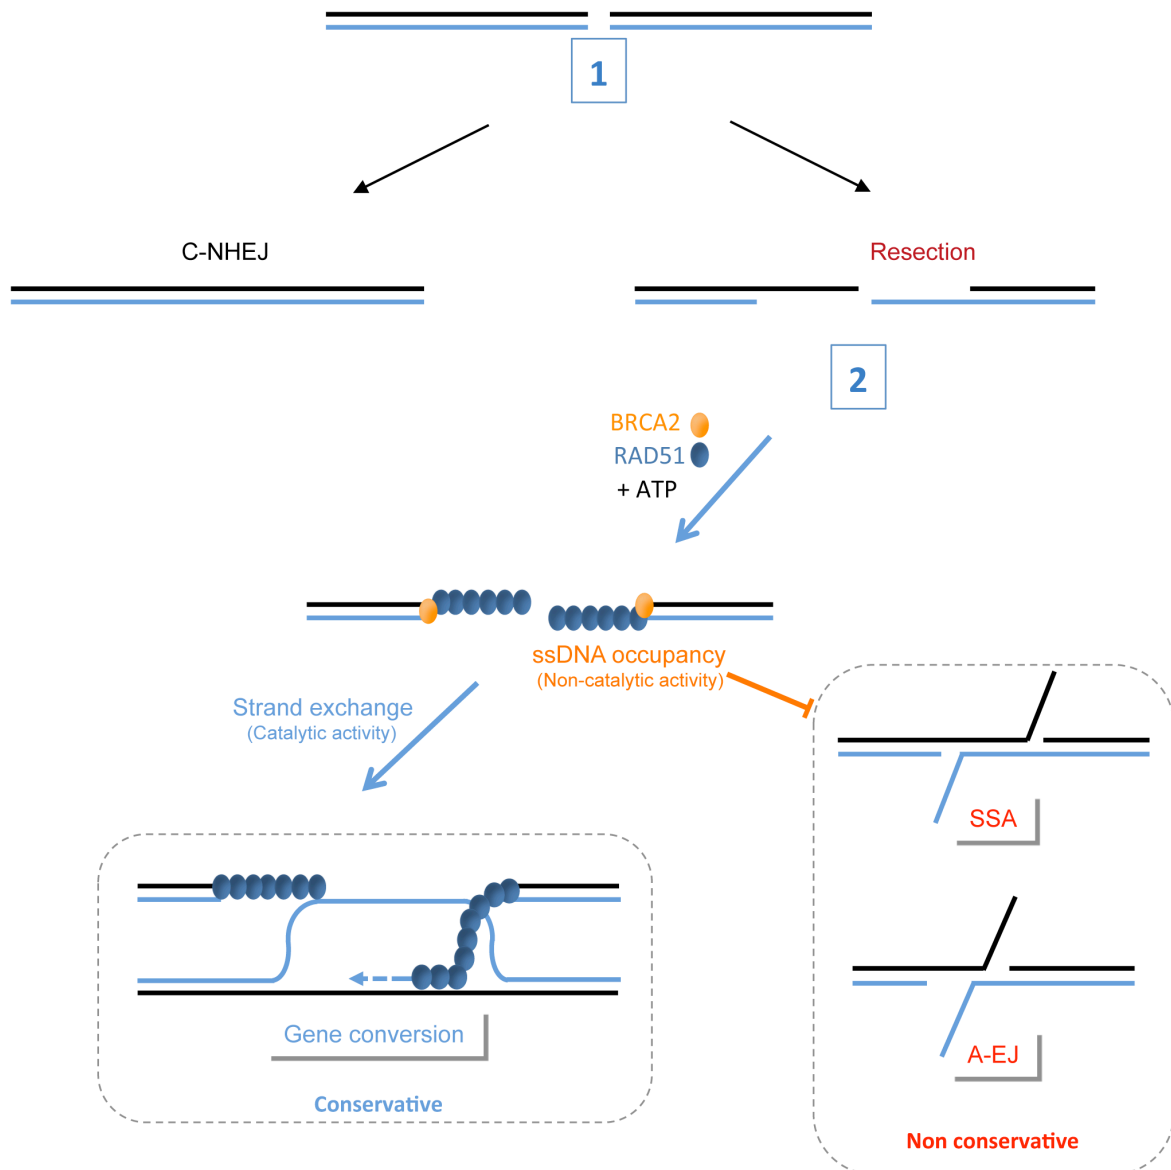 1
C-NHEJ
Resection
2
BRCA2
RAD51
+ ATP
ssDNA occupancy
(Non-catalytic activity)
Strand exchange
(Catalytic activity)
SSA
Gene conversion
A-EJ
Conservative
Non conservative